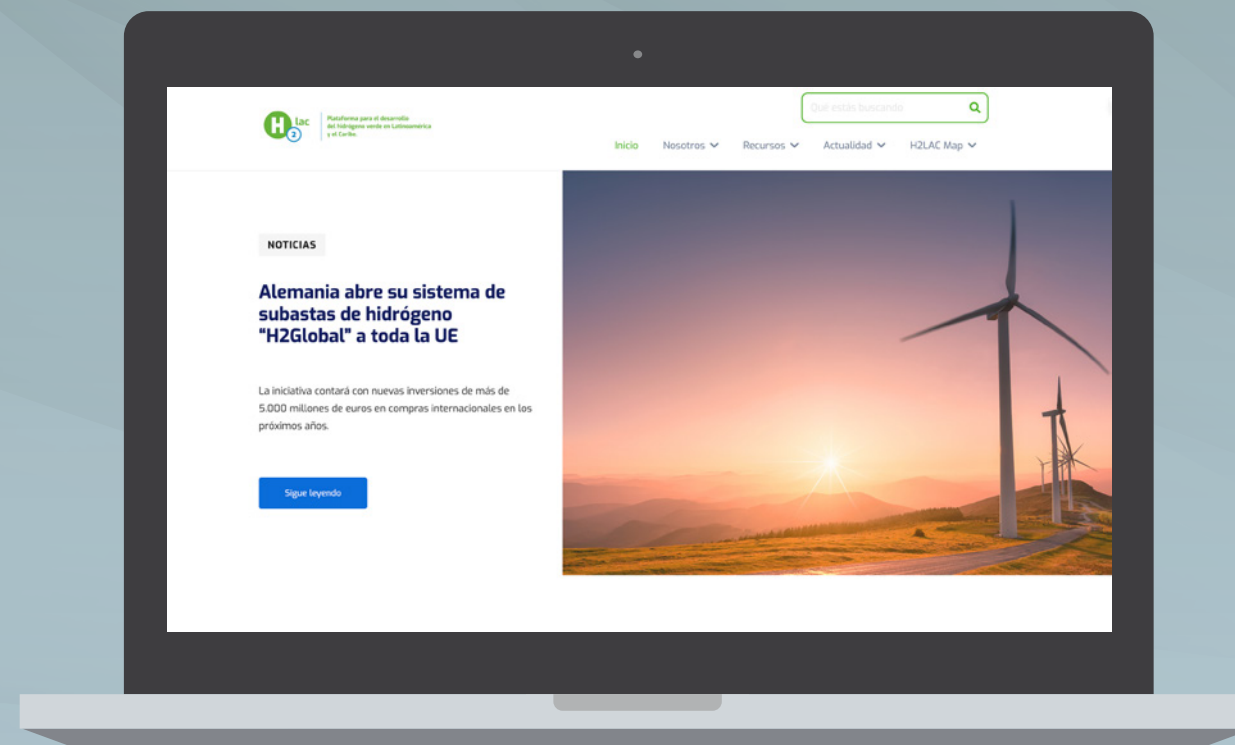 H2 lac
Plataforma para el desarrollo
del hidrógeno verde en Latinoamérica
y el Caribe.
Que estás buscando
Inicio Nosotros Recursos Actualidad H2LAC Map
NOTICIAS
Alemania abre su sistema de
subastas de hidrógeno
“H2Global” a toda la UE
La iniciativa contará con nuevas inversiones de más de
5.000 millones de euros en compras internacionales en los
próximos años.
Sigue leyendo